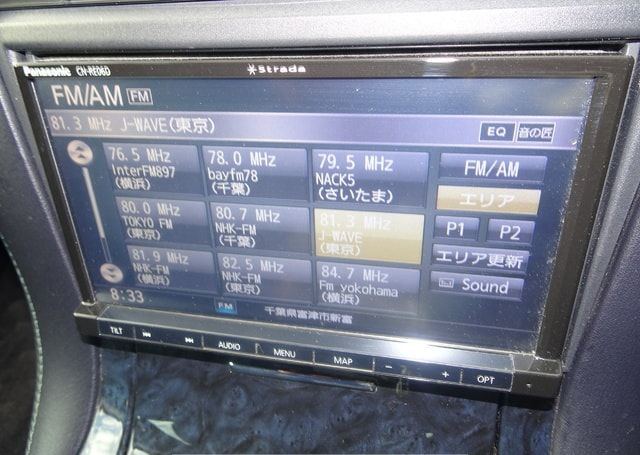 Panasonic CN-RE06D
Strada
FM/AM FM
81.3 MHz J-WAVE(東京)
EQ 音の匠
76.5 MHz
InterFM897
(横浜)
78.0 MHz
bayfm78
(千葉)
79.5 MHz
NACK5
(さいたま)
FM/AM
エリア
80.0 MHz
TOKYO FM
(東京)
80.7 MHz
NHK-FM
(千葉)
81.3 MHz
J-WAVE
(東京)
P1 P2
エリア更新
81.9 MHz
NHK-FM
(横浜)
82.5 MHz
NHK-FM
(東京)
84.7 MHz
Fm yokohama
(横浜)
Sound
8:33
FM
千葉県富津市新富
TILT AUDIO MENU MAP - + OPT